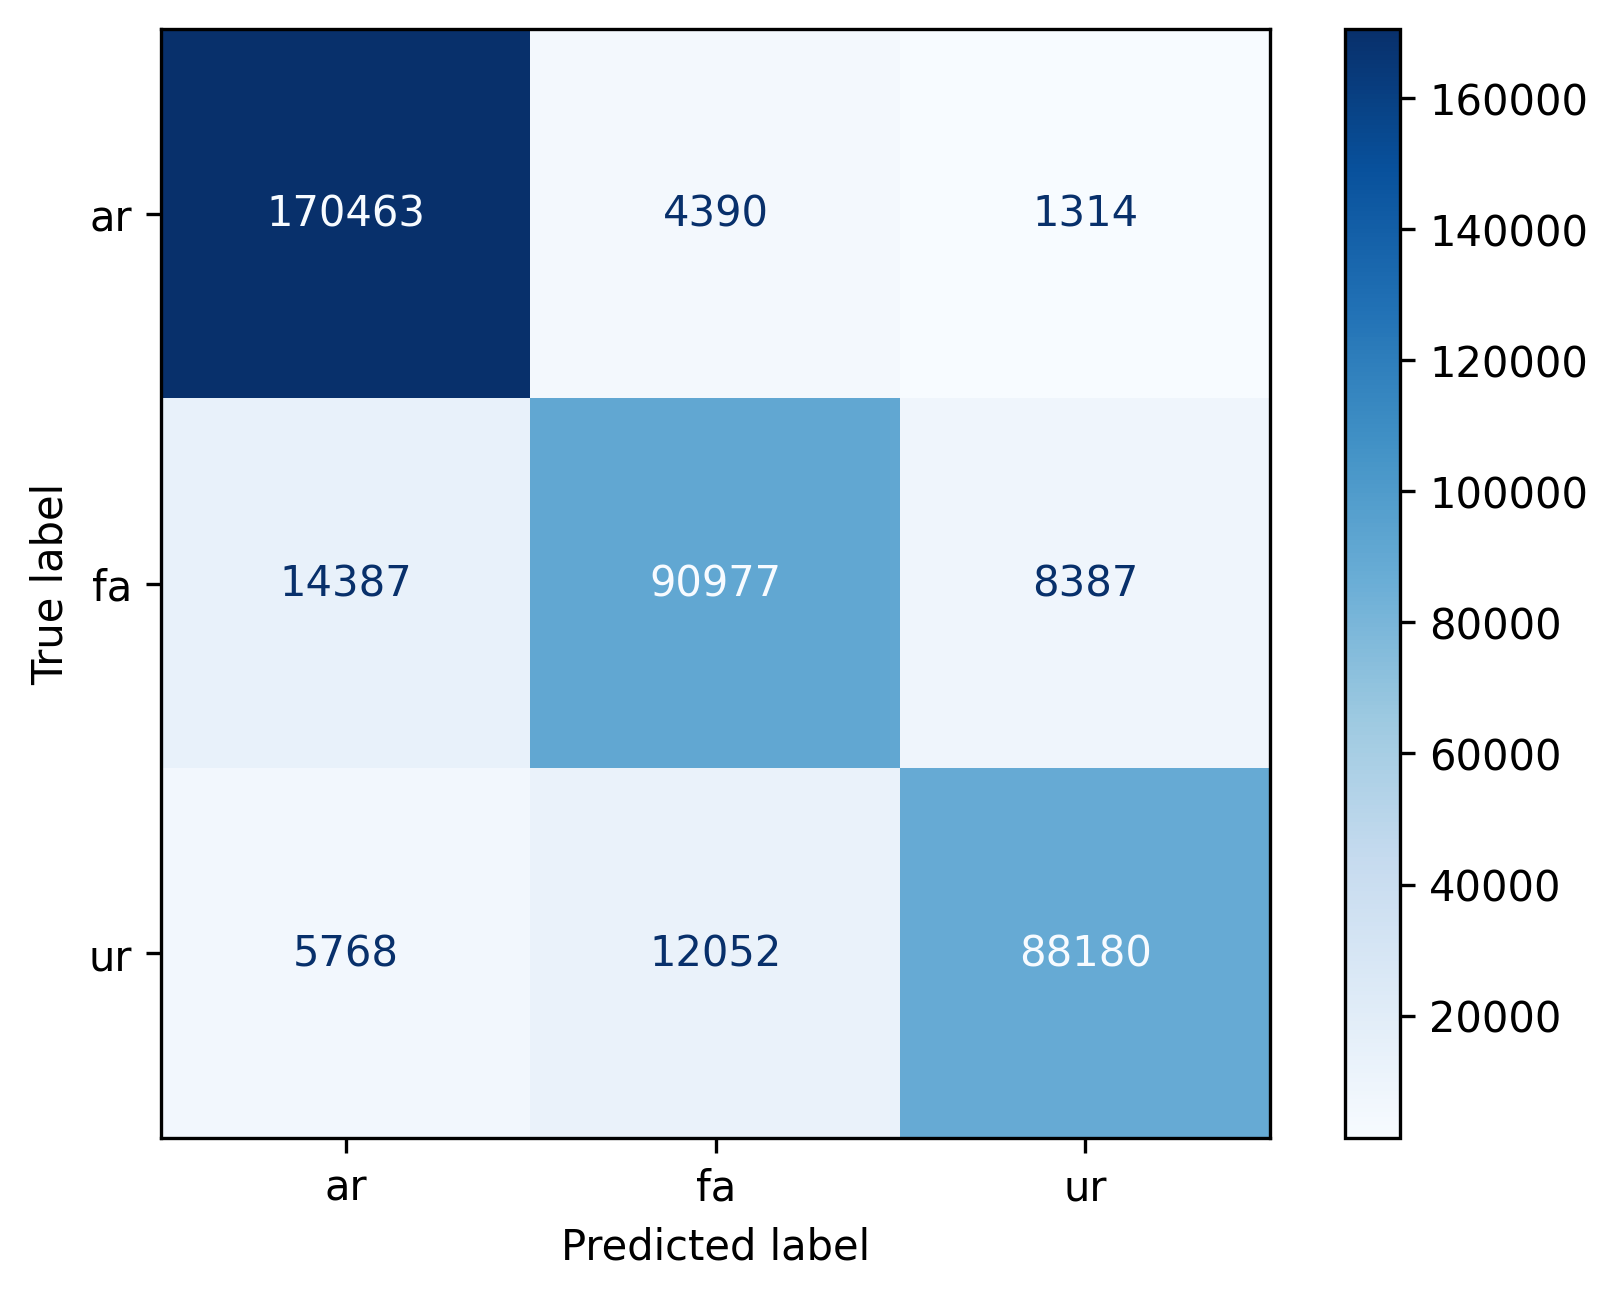 170463 4390 1314
14387 90977 8387
5768 12052 88180
ar
fa
ur
True label
ar fa ur
Predicted label
160000
140000
120000
100000
80000
60000
40000
20000